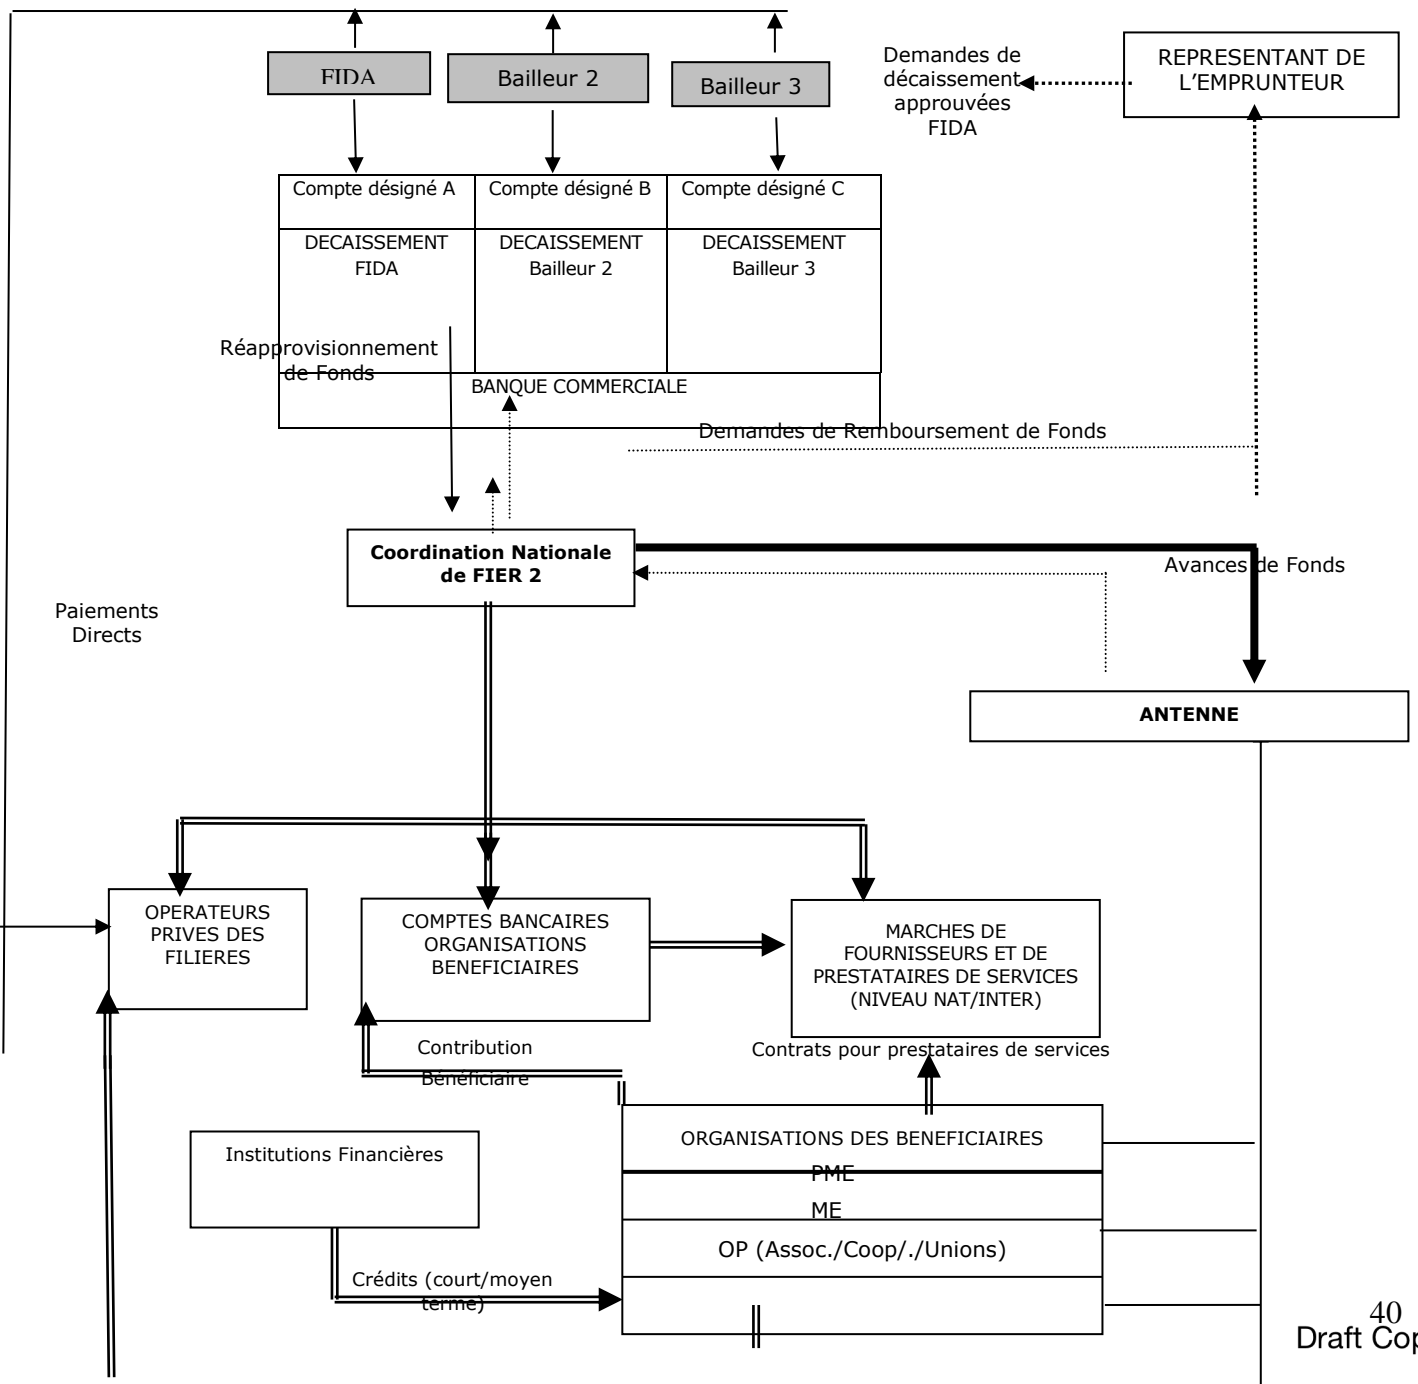 FIDA
Bailleur 2
Bailleur 3
Demandes de
décaissement
approuvées
FIDA
REPRESENTANT DE
L'EMPRUNTEUR
Compte désigné A
Compte désigné B
Compte désigné C
DECAISSEMENT
FIDA
DECAISSEMENT
Bailleur 2
DECAISSEMENT
Bailleur 3
Réapprovisionnement
de Fonds
BANQUE COMMERCIALE
Demandes de Remboursement de Fonds
Coordination Nationale
de FIER 2
Avances de Fonds
Paiements
Directs
ANTENNE
OPERATEURS
PRIVES DES
FILIERES
COMPTES BANCAIRES
ORGANISATIONS
BENEFICIAIRES
MARCHES DE
FOURNISSEURS ET DE
PRESTATAIRES DE SERVICES
(NIVEAU NAT/INTER)
Contribution
Bénéficiaire
Contrats pour prestataires de services
ORGANISATIONS DES BENEFICIAIRES
PME
ME
OP (Assoc./Coop/./Unions)
Institutions Financières
Crédits (court/moyen
terme)
40
Draft Cop